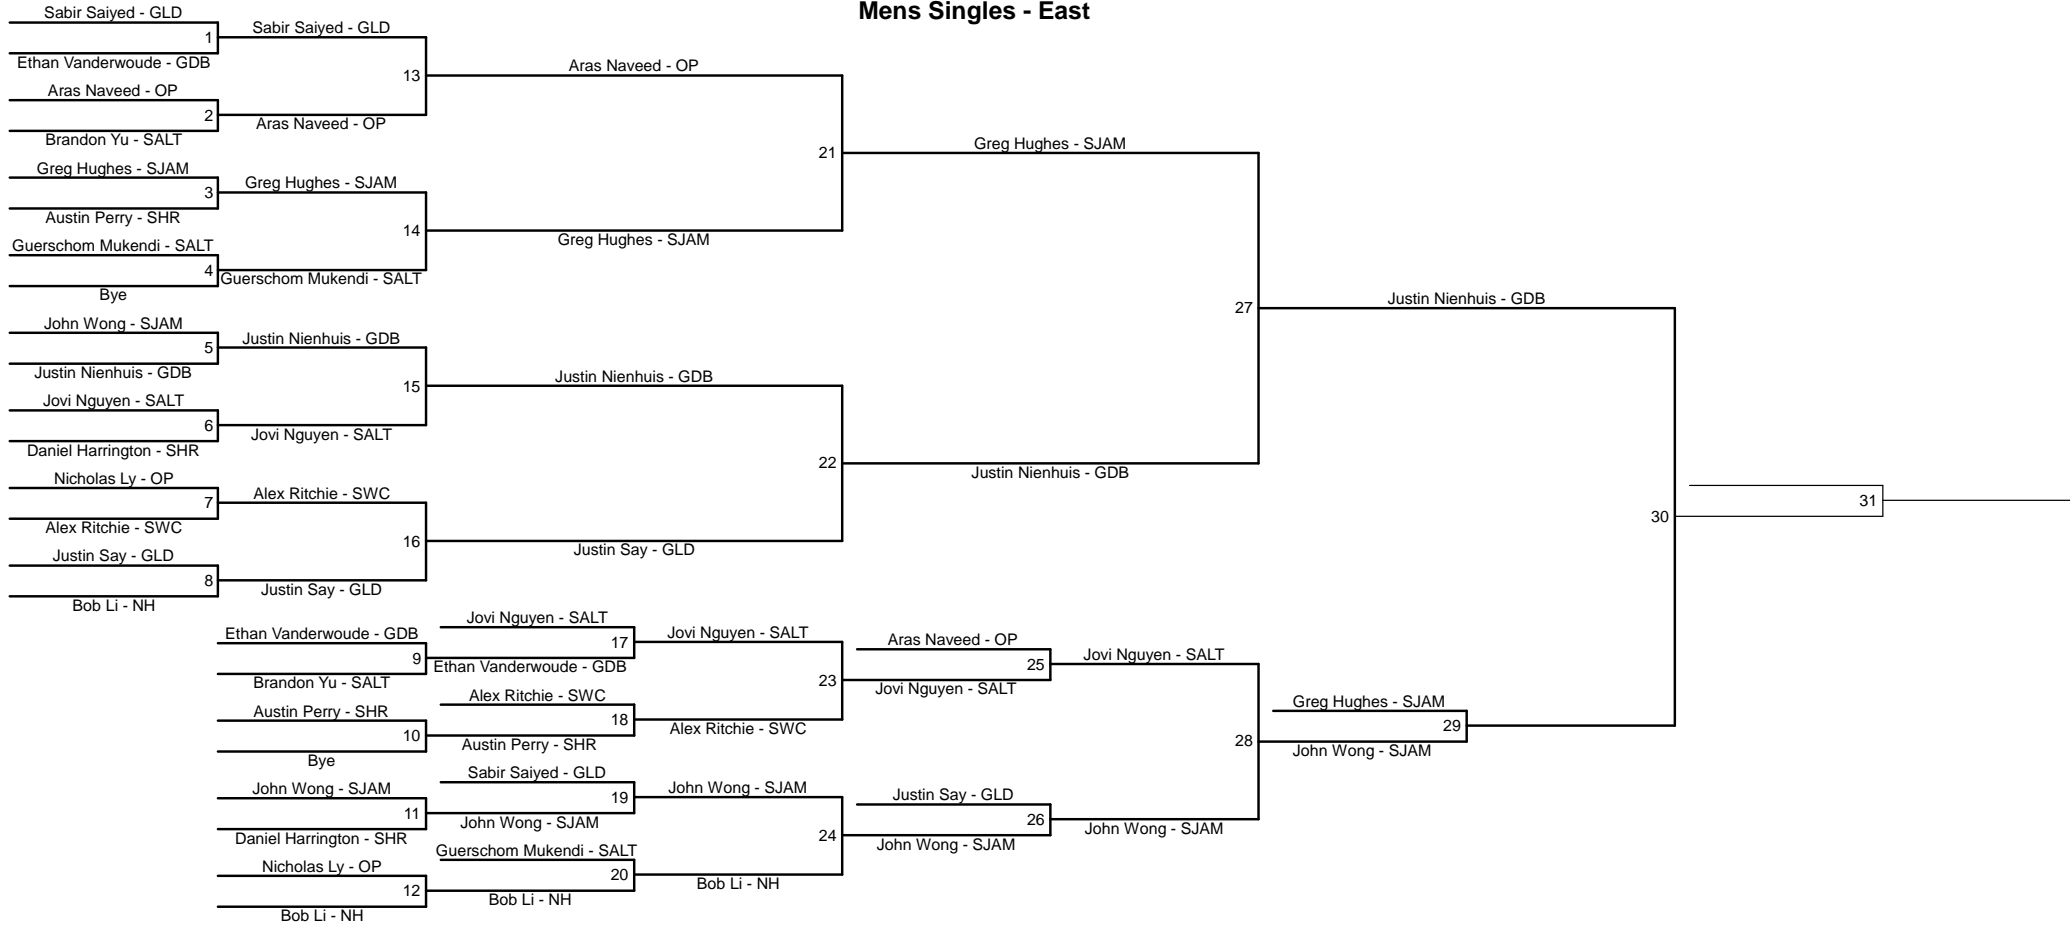 Mens Singles - East
Sabir Saiyed - GLD
1
Ethan Vanderwoude - GDB
Sabir Saiyed - GLD
13
Aras Naveed - OP
2
Brandon Yu - SALT
Aras Naveed - OP
Aras Naveed - OP
21
Greg Hughes - SJAM
3
Austin Perry - SHR
Greg Hughes - SJAM
14
Guerschom Mukendi - SALT
4
Bye
Guerschom Mukendi - SALT
Greg Hughes - SJAM
Greg Hughes - SJAM
27
John Wong - SJAM
5
Justin Nienhuis - GDB
Justin Nienhuis - GDB
15
Jovi Nguyen - SALT
6
Daniel Harrington - SHR
Jovi Nguyen - SALT
Justin Nienhuis - GDB
22
Nicholas Ly - OP
7
Alex Ritchie - SWC
Alex Ritchie - SWC
16
Justin Say - GLD
8
Bob Li - NH
Justin Say - GLD
Justin Say - GLD
Justin Nienhuis - GDB
Justin Nienhuis - GDB
30
31
Ethan Vanderwoude - GDB
9
Brandon Yu - SALT
Jovi Nguyen - SALT
17
Ethan Vanderwoude - GDB
Jovi Nguyen - SALT
23
Austin Perry - SHR
10
Bye
Alex Ritchie - SWC
18
Austin Perry - SHR
Alex Ritchie - SWC
Aras Naveed - OP
25
Jovi Nguyen - SALT
Jovi Nguyen - SALT
28
John Wong - SJAM
11
Daniel Harrington - SHR
Sabir Saiyed - GLD
19
John Wong - SJAM
John Wong - SJAM
24
Nicholas Ly - OP
12
Bob Li - NH
Guerschom Mukendi - SALT
20
Bob Li - NH
Bob Li - NH
Justin Say - GLD
26
John Wong - SJAM
John Wong - SJAM
Greg Hughes - SJAM
29
John Wong - SJAM